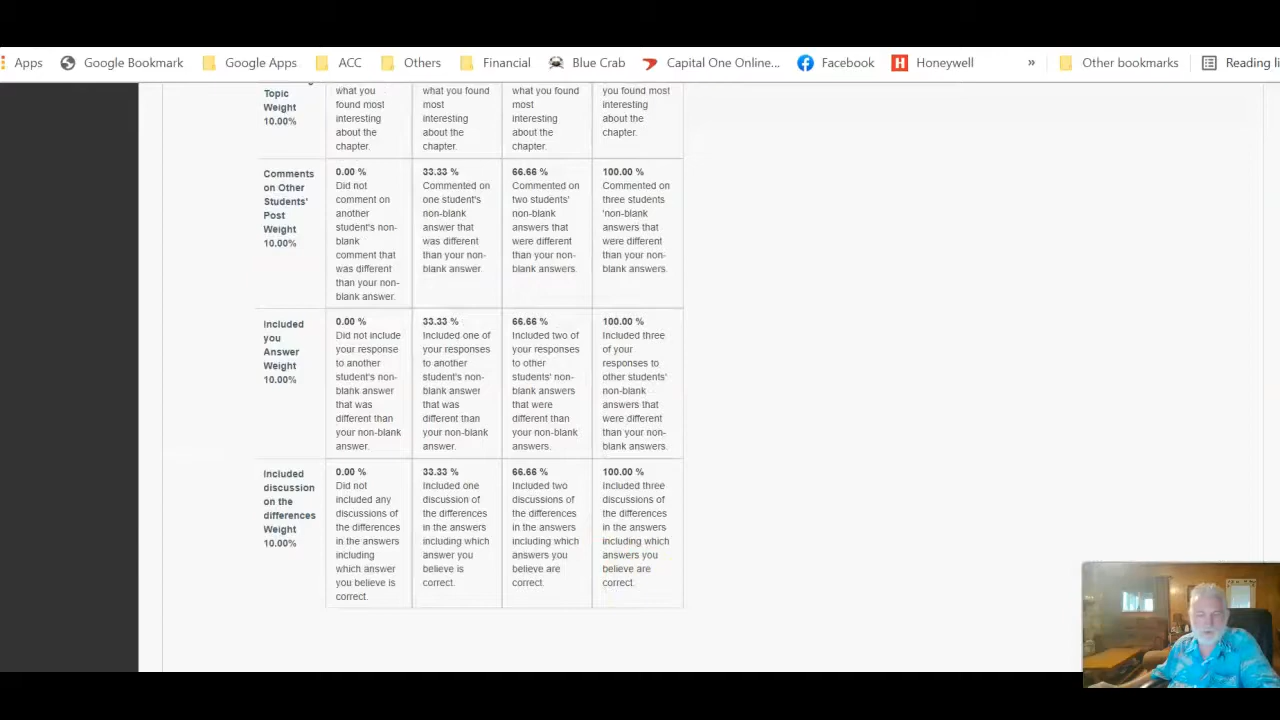 Apps Google Bookmark Google Apps ACC Others Financial Blue Crab Capital One Online... Facebook Honeywell » Other bookmarks Reading li
Topic
Weight
10.00%
what you
found most
interesting
about the
chapter.
what you found
most
interesting
about the
chapter.
what you found
most
interesting
about the
chapter.
you found most
interesting
about the
chapter.
Comments
on Other
Students'
Post
Weight
10.00%
0.00 %
Did not
comment on
another
student's non-
blank
comment that
was different
than your non-
blank answer.
33.33 %
Commented on
one student's
non-blank
answer that
was different
than your non-
blank answer.
66.66 %
Commented on
two students'
non-blank
answers that
were different
than your non-
blank answers.
100.00 %
Commented on
three students
'non-blank
answers that
were different
than your non-
blank answers.
Included
you
Answer
Weight
10.00%
0.00 %
Did not include
your response
to another
student's non-
blank answer
that was
different than
your non-blank
answer.
33.33 %
Included one of
your responses
to another
student's non-
blank answer
that was
different than
your non-blank
answer.
66.66 %
Included two of
your responses
to other
students' non-
blank answers
that were
different than
your non-blank
answers.
100.00 %
Included three
of your
responses to
other students'
non-blank
answers that
were different
than your non-
blank answers.
Included
discussion
on the
differences
Weight
10.00%
0.00 %
Did not
included any
discussions of
the differences
in the answers
including
which answer
you believe is
correct.
33.33 %
Included one
discussion of
the differences
in the answers
including which
answer you
believe is
correct.
66.66 %
Included two
discussions of
the differences
in the answers
including which
answers you
believe are
correct.
100.00 %
Included three
discussions of
the differences
in the answers
including which
answers you
believe are
correct.